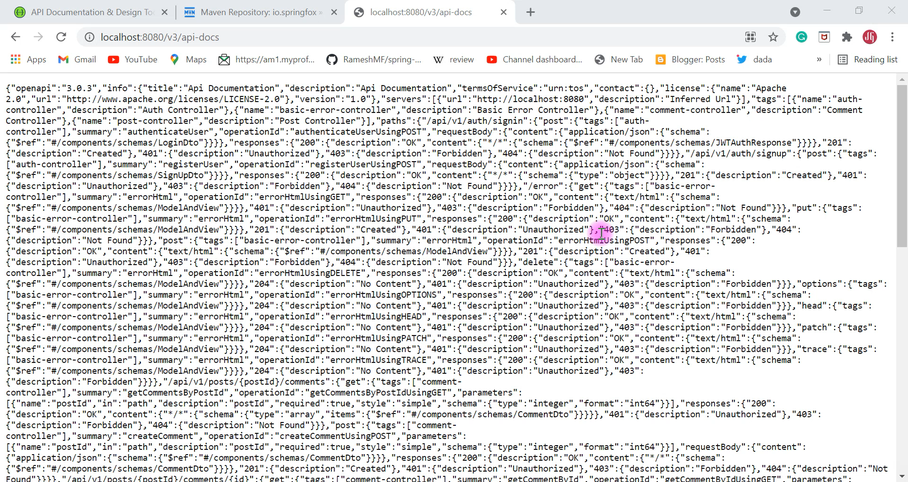 API Documentation & Design To
Maven Repository: io.springfox »
localhost:8080/v3/api-docs
localhost:8080/v3/api-docs
Apps
Gmail
YouTube
Maps
https://am1.myprof...
RameshMF/spring-...
review
Channel dashboard...
New Tab
Blogger: Posts
dada
»
Reading list
{"openapi":"3.0.3","info":{"title":"Api Documentation","description":"Api Documentation","termsOfService":"urn:tos","contact":{},"license":{"name":"Apache
2.0","url":"http://www.apache.org/licenses/LICENSE-2.0"},"version":"1.0"},"servers":[{"url":"http://localhost:8080","description":"Inferred Url"}],"tags":[{"name":"auth-
controller","description":"Auth Controller"},{"name":"basic-error-controller","description":"Basic Error Controller"},{"name":"comment-controller","description":"Comment
Controller"},{"name":"post-controller","description":"Post Controller"}],"paths":{"/api/v1/auth/signin":{"post":{"tags":["auth-
controller"],"summary":"authenticateUser","operationId":"authenticateUserUsingPOST","requestBody":{"content":{"application/json":{"schema":
{"$ref":"#/components/schemas/LoginDto"}}}},"responses":{"200":{"description":"OK","content":{"*/*":{"schema":{"$ref":"#/components/schemas/JWTAuthResponse"}}}},"201":
{"description":"Created"},"401":{"description":"Unauthorized"},"403":{"description":"Forbidden"},"404":{"description":"Not Found"}}}},"/api/v1/auth/signup":{"post":{"tags":
["auth-controller"],"summary":"registerUser","operationId":"registerUserUsingPOST","requestBody":{"content":{"application/json":{"schema":
{"$ref":"#/components/schemas/SignUpDto"}}}},"responses":{"200":{"description":"OK","content":{"*/*":{"schema":{"type":"object"}}}},"201":{"description":"Created"},"401":
{"description":"Unauthorized"},"403":{"description":"Forbidden"},"404":{"description":"Not Found"}}}},"/error":{"get":{"tags":["basic-error-
controller"],"summary":"errorHtml","operationId":"errorHtmlUsingGET","responses":{"200":{"description":"OK","content":{"text/html":{"schema":
{"$ref":"#/components/schemas/ModelAndView"}}}},"401":{"description":"Unauthorized"},"403":{"description":"Forbidden"},"404":{"description":"Not Found"}}},"put":{"tags":
["basic-error-controller"],"summary":"errorHtml","operationId":"errorHtmlUsingPUT","responses":{"200":{"description":"OK","content":{"text/html":{"schema":
{"$ref":"#/components/schemas/ModelAndView"}}}},"201":{"description":"Created"},"401":{"description":"Unauthorized"},"403":{"description":"Forbidden"},"404":
{"description":"Not Found"}}},"post":{"tags":["basic-error-controller"],"summary":"errorHtml","operationId":"errorHtmlUsingPOST","responses":{"200":
{"description":"OK","content":{"text/html":{"schema":{"$ref":"#/components/schemas/ModelAndView"}}}},"201":{"description":"Created"},"401":
{"description":"Unauthorized"},"403":{"description":"Forbidden"},"404":{"description":"Not Found"}}},"delete":{"tags":["basic-error-
controller"],"summary":"errorHtml","operationId":"errorHtmlUsingDELETE","responses":{"200":{"description":"OK","content":{"text/html":{"schema":
{"$ref":"#/components/schemas/ModelAndView"}}}},"204":{"description":"No Content"},"401":{"description":"Unauthorized"},"403":{"description":"Forbidden"}}},"options":{"tags":
["basic-error-controller"],"summary":"errorHtml","operationId":"errorHtmlUsingOPTIONS","responses":{"200":{"description":"OK","content":{"text/html":{"schema":
{"$ref":"#/components/schemas/ModelAndView"}}}},"204":{"description":"No Content"},"401":{"description":"Unauthorized"},"403":{"description":"Forbidden"}}},"head":{"tags":
["basic-error-controller"],"summary":"errorHtml","operationId":"errorHtmlUsingHEAD","responses":{"200":{"description":"OK","content":{"text/html":{"schema":
{"$ref":"#/components/schemas/ModelAndView"}}}},"204":{"description":"No Content"},"401":{"description":"Unauthorized"},"403":{"description":"Forbidden"}}},"patch":{"tags":
["basic-error-controller"],"summary":"errorHtml","operationId":"errorHtmlUsingPATCH","responses":{"200":{"description":"OK","content":{"text/html":{"schema":
{"$ref":"#/components/schemas/ModelAndView"}}}},"204":{"description":"No Content"},"401":{"description":"Unauthorized"},"403":{"description":"Forbidden"}}},"trace":{"tags":
["basic-error-controller"],"summary":"errorHtml","operationId":"errorHtmlUsingTRACE","responses":{"200":{"description":"OK","content":{"text/html":{"schema":
{"$ref":"#/components/schemas/ModelAndView"}}}},"204":{"description":"No Content"},"401":{"description":"Unauthorized"},"403":
{"description":"Forbidden"}}}},"/api/v1/posts/{postId}/comments":{"get":{"tags":["comment-
controller"],"summary":"getCommentsByPostId","operationId":"getCommentsByPostIdUsingGET","parameters":
[{"name":"postId","in":"path","description":"postId","required":true,"style":"simple","schema":{"type":"integer","format":"int64"}}],"responses":{"200":
{"description":"OK","content":{"*/*":{"schema":{"type":"array","items":{"$ref":"#/components/schemas/CommentDto"}}}}},"401":{"description":"Unauthorized"},"403":
{"description":"Forbidden"},"404":{"description":"Not Found"}}},"post":{"tags":["comment-
controller"],"summary":"createComment","operationId":"createCommentUsingPOST","parameters":
[{"name":"postId","in":"path","description":"postId","required":true,"style":"simple","schema":{"type":"integer","format":"int64"}}],"requestBody":{"content":
{"application/json":{"schema":{"$ref":"#/components/schemas/CommentDto"}}}},"responses":{"200":{"description":"OK","content":{"*/*":{"schema":
{"$ref":"#/components/schemas/CommentDto"}}}},"201":{"description":"Created"},"401":{"description":"Unauthorized"},"403":{"description":"Forbidden"},"404":{"description":"Not
Found"}}}},"/api/v1/posts/{postId}/comments/{id}":{"get":{"tags":["comment-controller"],"summary":"getCommentById","operationId":"getCommentByIdUsingGET","parameters":